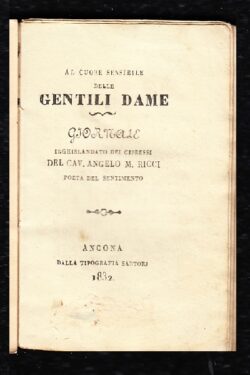 AL CUORE SENSIBILE
DELLE
GENTILI DAME
GIORNALE
INGHIRLANDATO DEI CIPRESSI
DEL CAV. ANGELO M. RICCI
POETA DEL SENTIMENTO
ANCONA
DALLA TIPOGRAFIA SARTORJ
1832.